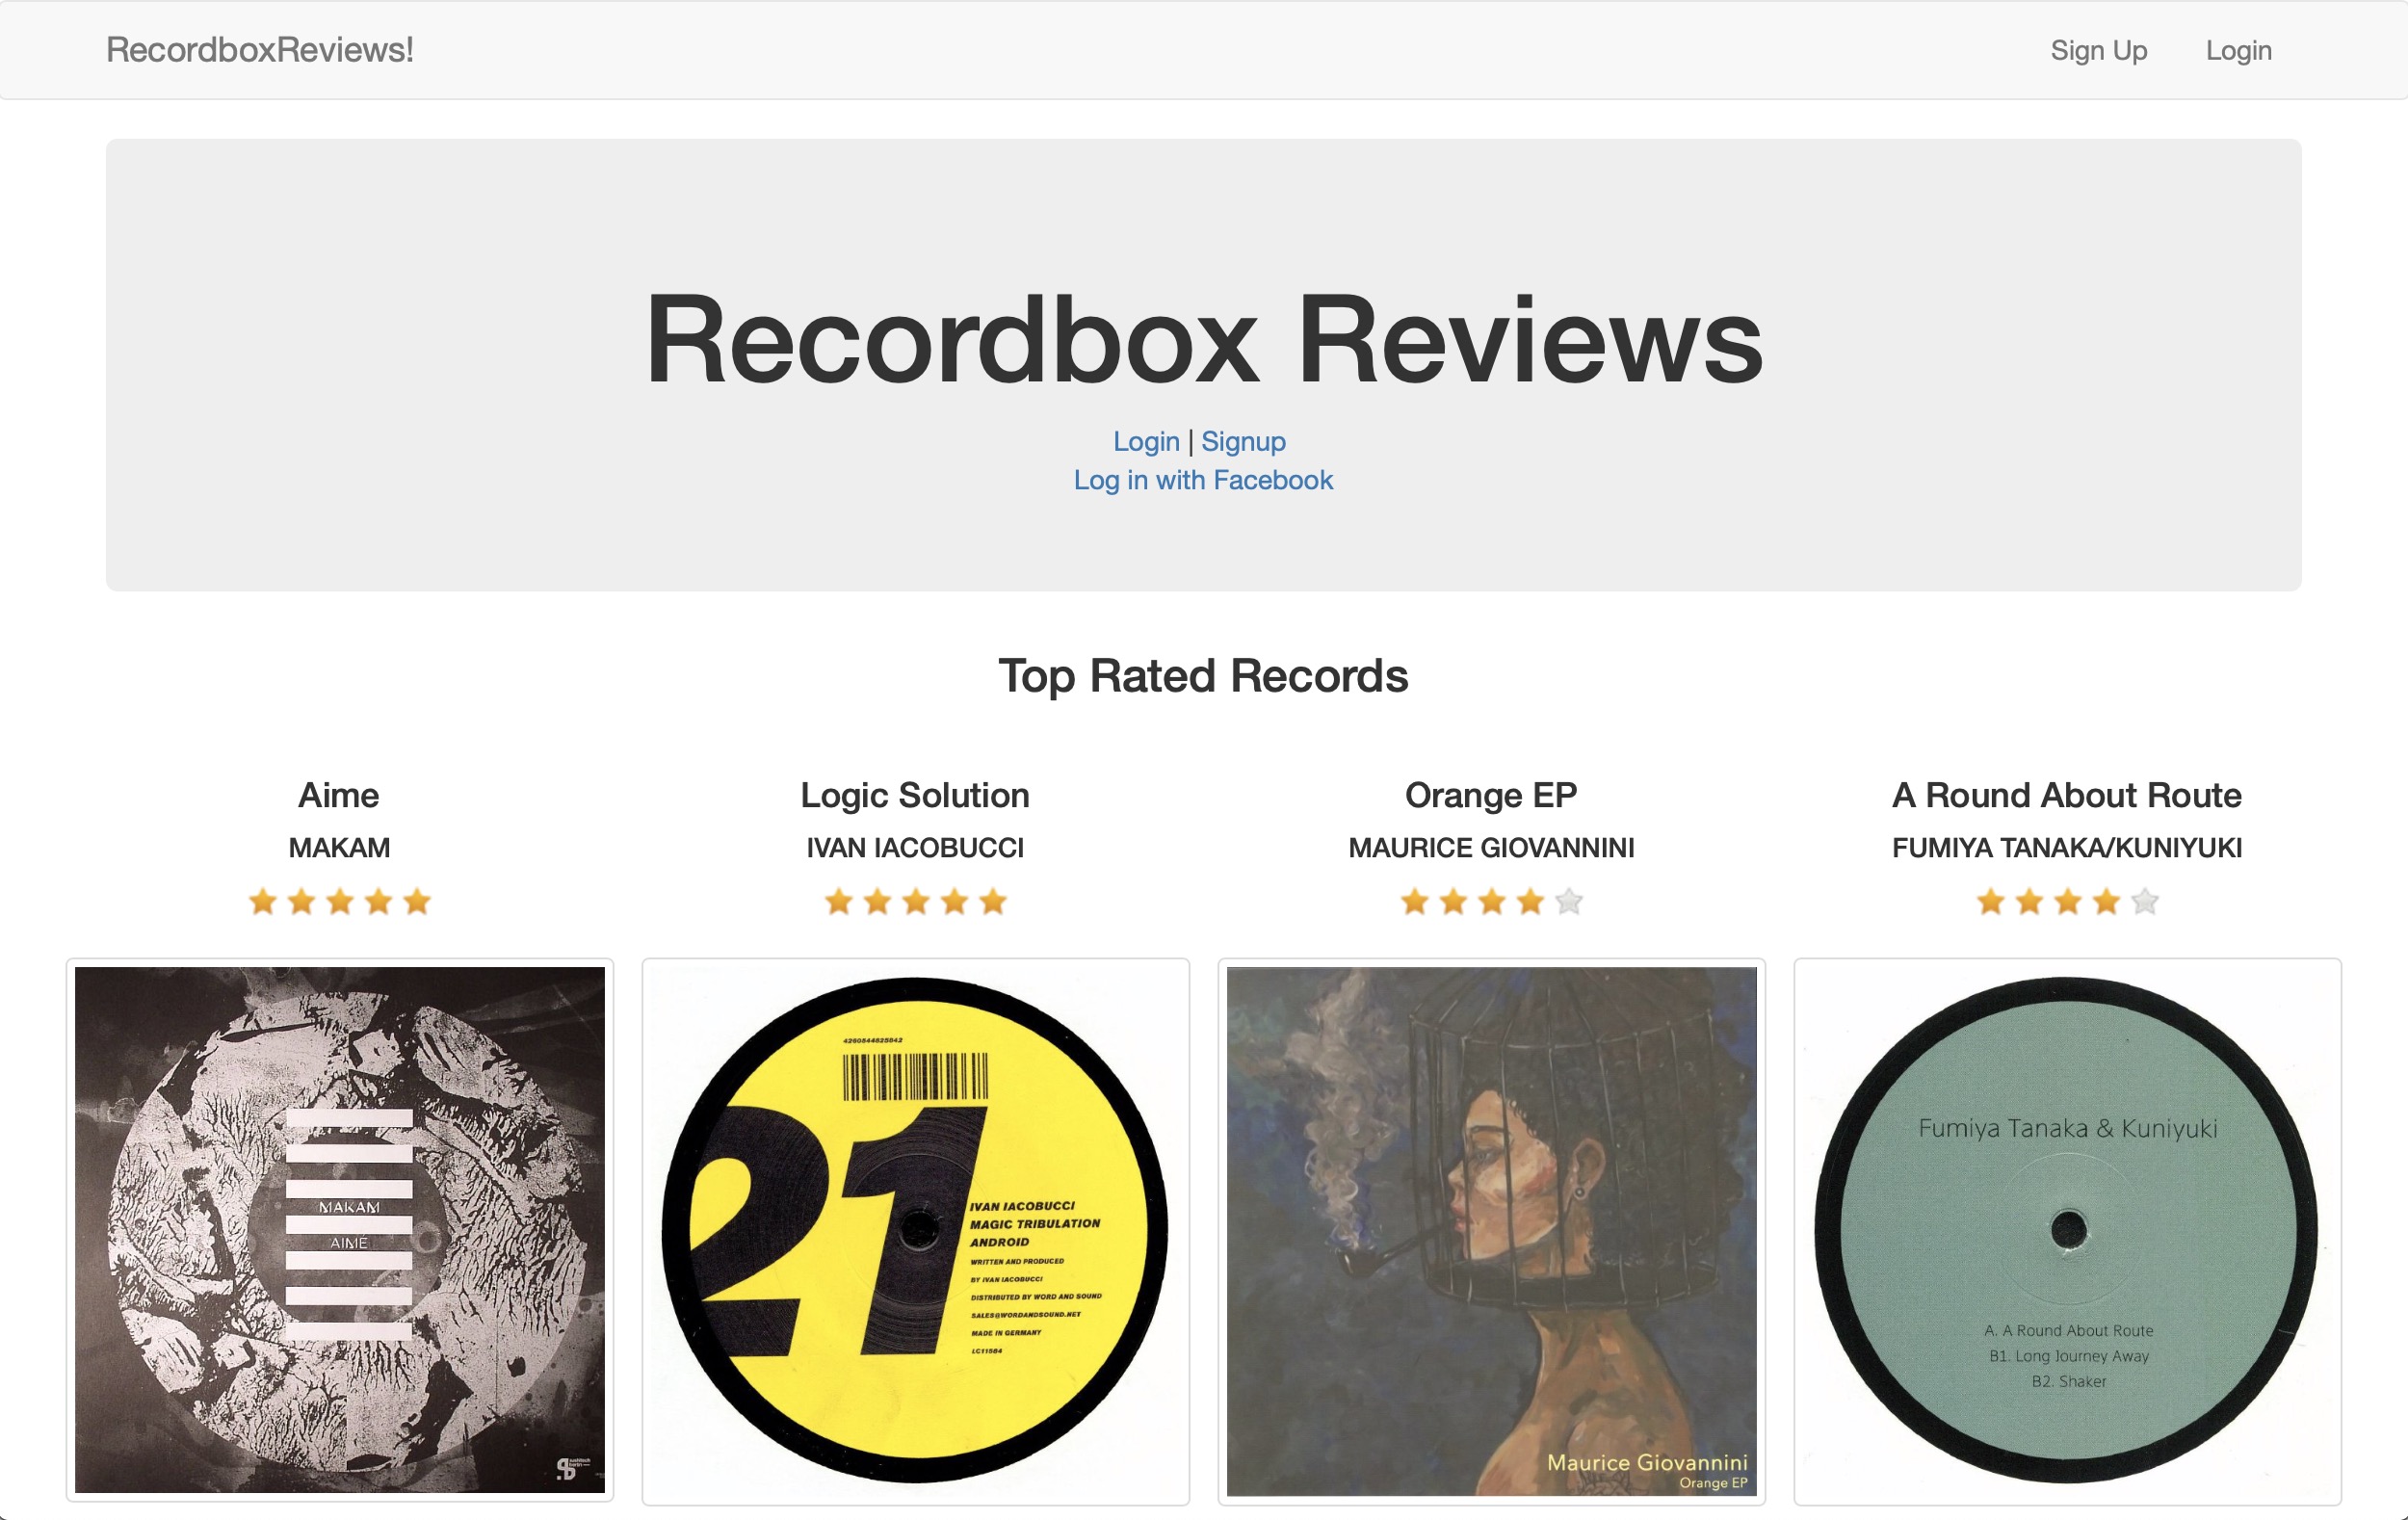 RecordboxReviews!
Sign Up
Login
Recordbox Reviews
Login | Signup
Log in with Facebook
Top Rated Records
Aime
MAKAM
Logic Solution
IVAN IACOBUCCI
Orange EP
MAURICE GIOVANNINI
A Round About Route
FUMIYA TANAKA/KUNIYUKI
MAKAM
AIMÉ
4260544825842
21
IVAN IACOBUCCI
MAGIC TRIBULATION
ANDROID
WRITTEN AND PRODUCED
BY IVAN IACOBUCCI
DISTRIBUTED BY WORD AND SOUND
SALES@WORDANDSOUND.NET
MADE IN GERMANY
LC11584
Maurice Giovannini
Orange EP
Fumiya Tanaka & Kuniyuki
A. A Round About Route
B1. Long Journey Away
B2. Shaker